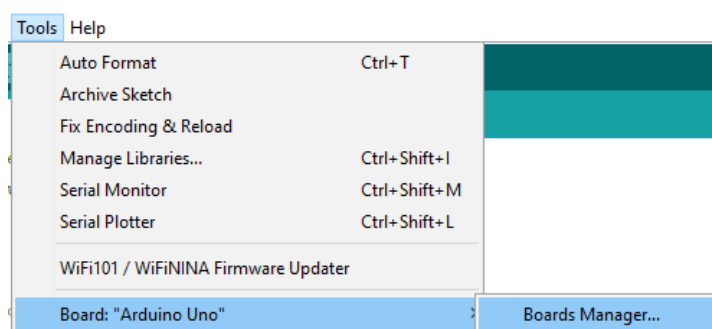 Tools Help
Auto Format Ctrl+T
Archive Sketch
Fix Encoding & Reload
Manage Libraries... Ctrl+Shift+I
Serial Monitor Ctrl+Shift+M
Serial Plotter Ctrl+Shift+L
WiFi101 / WiFiNINA Firmware Updater
Board: "Arduino Uno" Boards Manager...